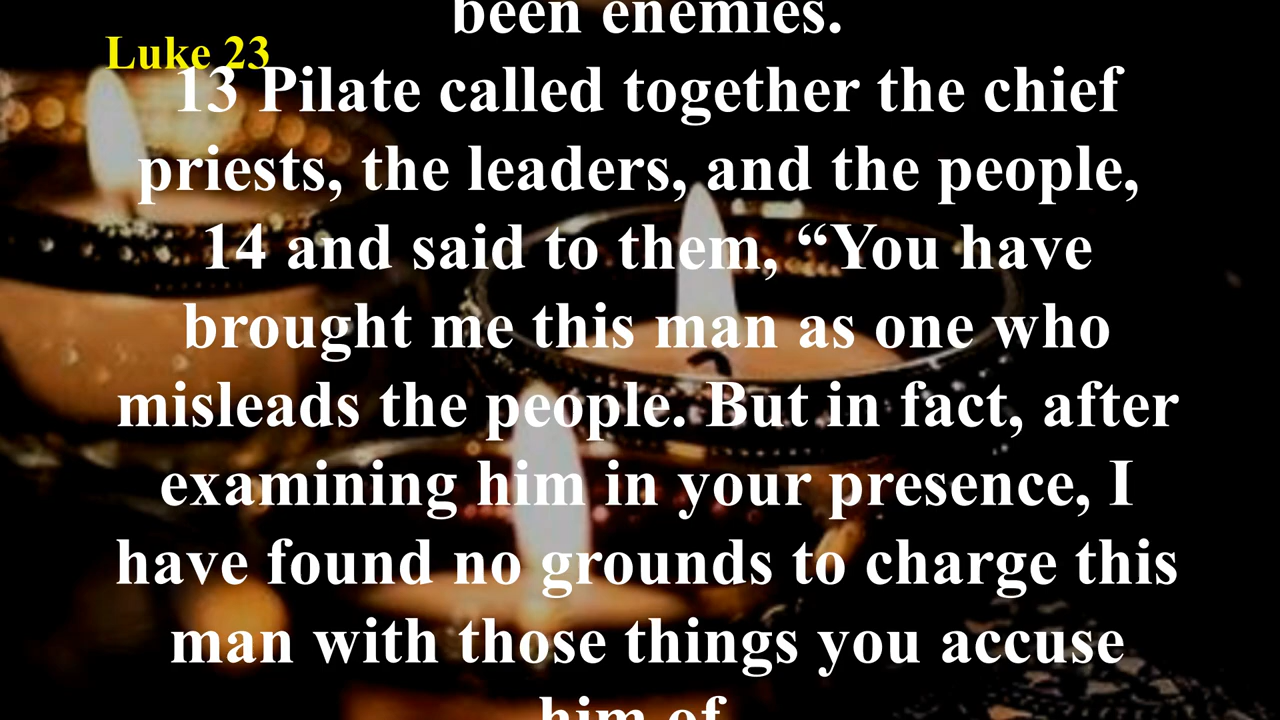 been enemies.
Luke 23
13 Pilate called together the chief
priests, the leaders, and the people,
14 and said to them, “You have
brought me this man as one who
misleads the people. But in fact, after
examining him in your presence, I
have found no grounds to charge this
man with those things you accuse
him of